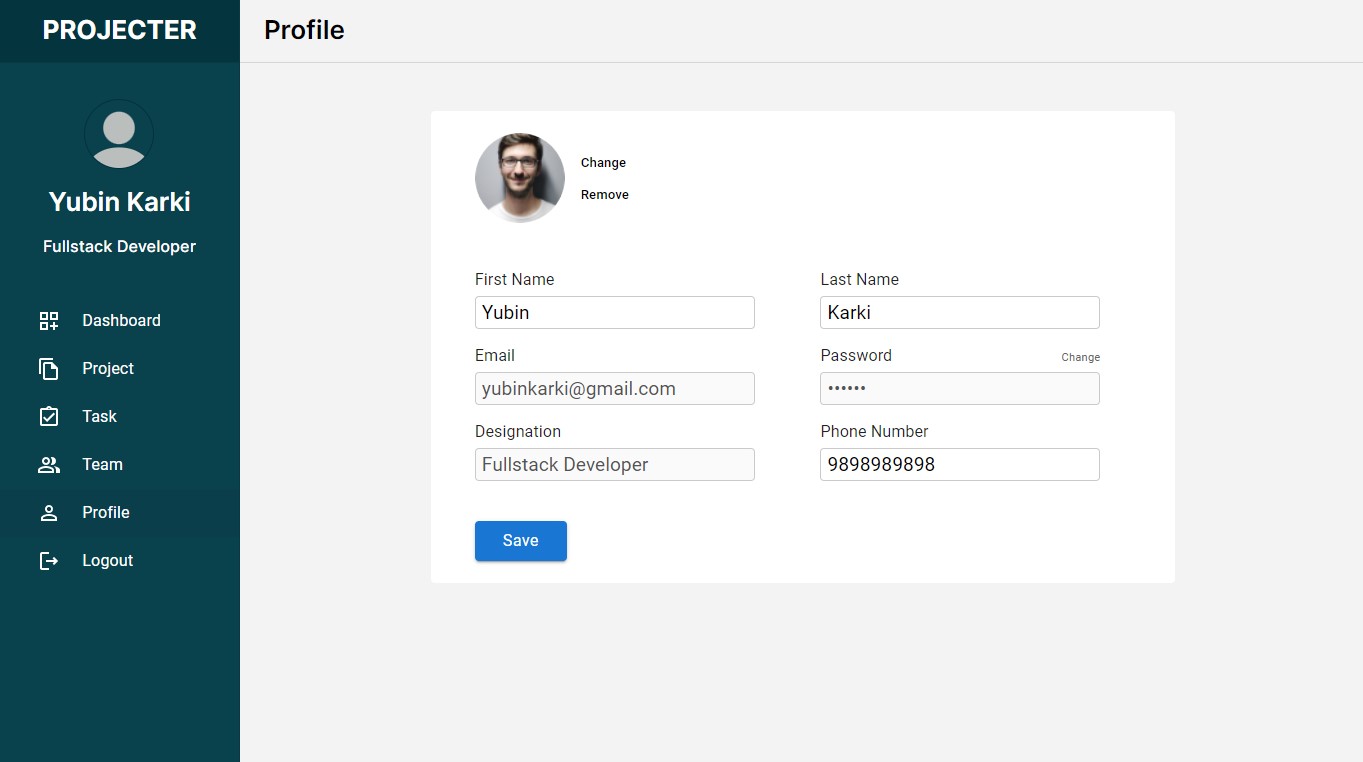 PROJECTER
Profile
Yubin Karki
Fullstack Developer
Dashboard
Project
Task
Team
Profile
Logout
Change
Remove
First Name
Last Name
Yubin
Karki
Email
Password
Change
yubinkarki@gmail.com
••••••
Designation
Phone Number
Fullstack Developer
9898989898
Save